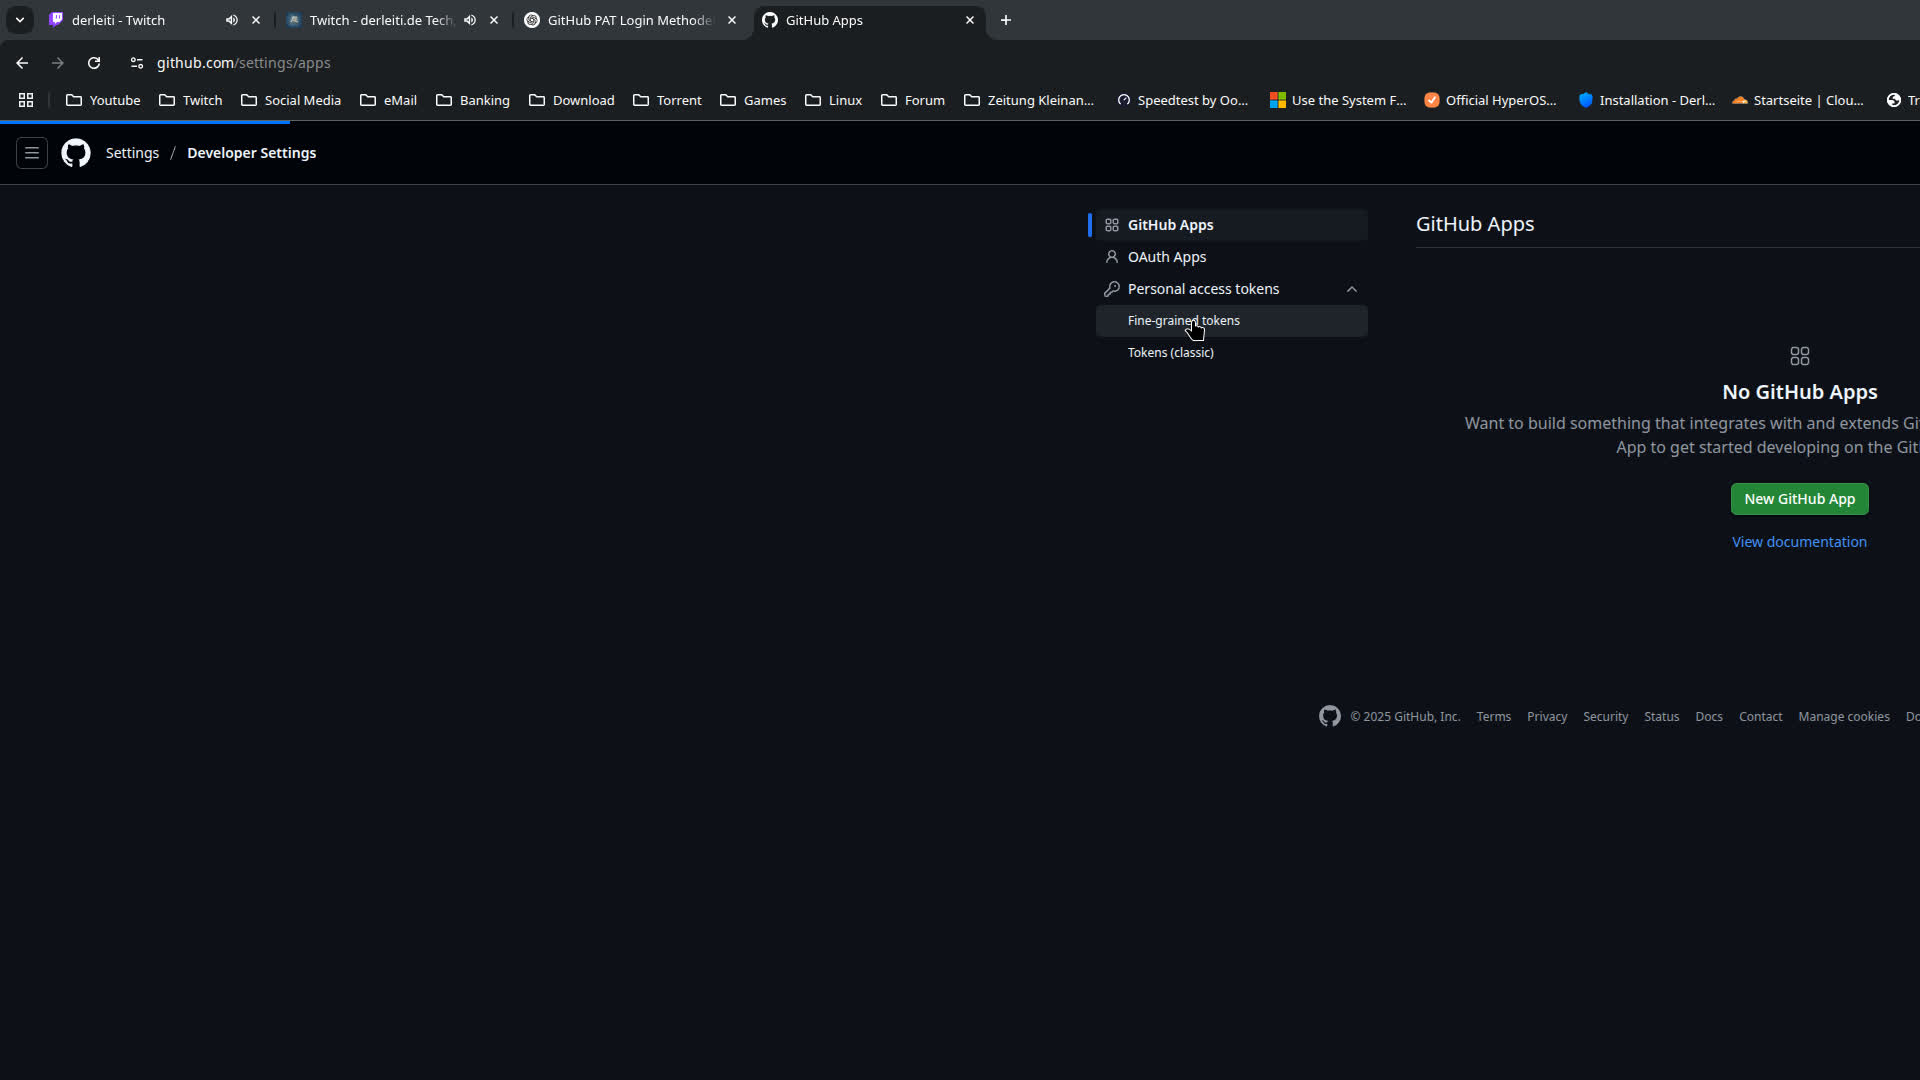 derleiti - Twitch
Twitch - derleiti.de Tech
GitHub PAT Login Methode
GitHub Apps
github.com/settings/apps
Youtube
Twitch
Social Media
eMail
Banking
Download
Torrent
Games
Linux
Forum
Zeitung Kleinan...
Speedtest by Oo...
Use the System F...
Official HyperOS...
Installation - Derl...
Startseite | Clou...
Tr
Settings / Developer Settings
GitHub Apps
OAuth Apps
Personal access tokens
Fine-grained tokens
Tokens (classic)
GitHub Apps
No GitHub Apps
Want to build something that integrates with and extends Gi
App to get started developing on the Git
New GitHub App
View documentation
© 2025 GitHub, Inc. Terms Privacy Security Status Docs Contact Manage cookies Do